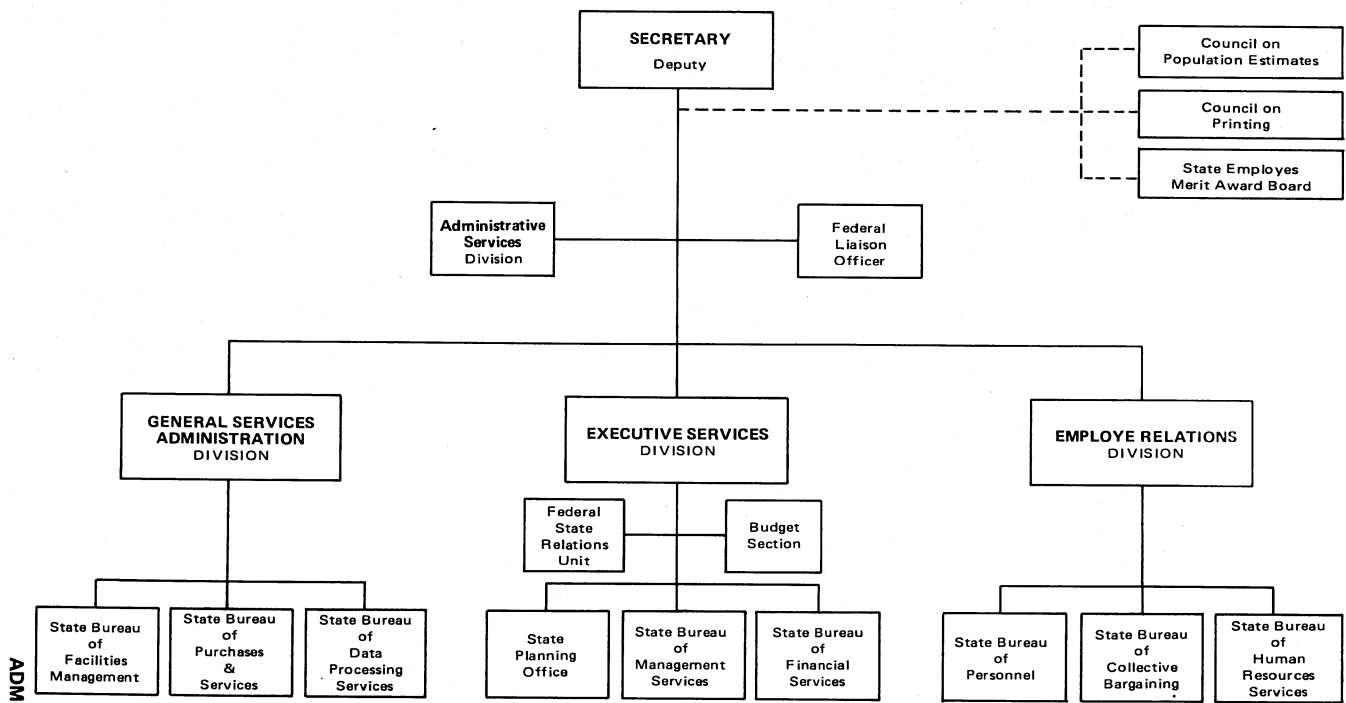 SECRETARY
Deputy
Council on
Population Estimates
Council on
Printing
State Employes
Merit Award Board
Administrative
Services
Division
Federal
Liaison
Officer
GENERAL SERVICES
ADMINISTRATION
DIVISION
EXECUTIVE SERVICES
DIVISION
EMPLOYE RELATIONS
DIVISION
Federal
State
Relations
Unit
Budget
Section
State Bureau
of
Facilities
Management
State Bureau
of
Purchases
&
Services
State Bureau
of
Data
Processing
Services
State
Planning
Office
State Bureau
of
Management
Services
State Bureau
of
Financial
Services
State Bureau
of
Personnel
State Bureau
of
Collective
Bargaining
State Bureau
of
Human
Resources
Services
ADM